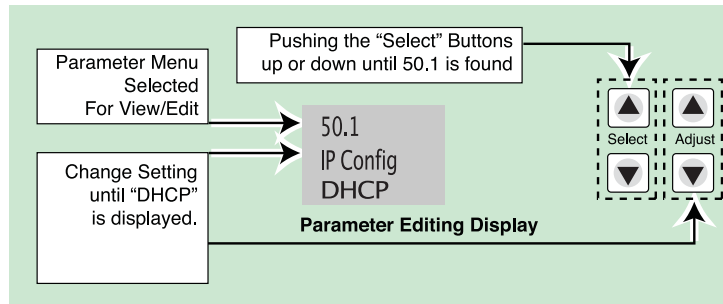 Pushing the "Select" Buttons
up or down until 50.1 is found
Parameter Menu
Selected
For View/Edit
50.1
IP Config
DHCP
Select
Adjust
Change Setting
until "DHCP"
is displayed.
Parameter Editing Display